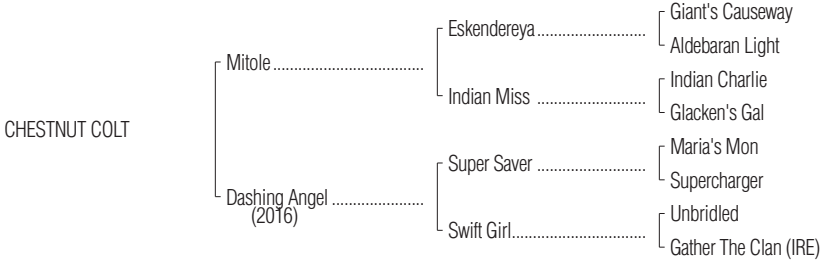 Giant's Causeway
Eskendereya
Aldebaran Light
Mitole
Indian Charlie
Indian Miss
Glacken's Gal
CHESTNUT COLT
Maria's Mon
Super Saver
Supercharger
Dashing Angel
(2016)
Unbridled
Swift Girl
Gather The Clan (IRE)